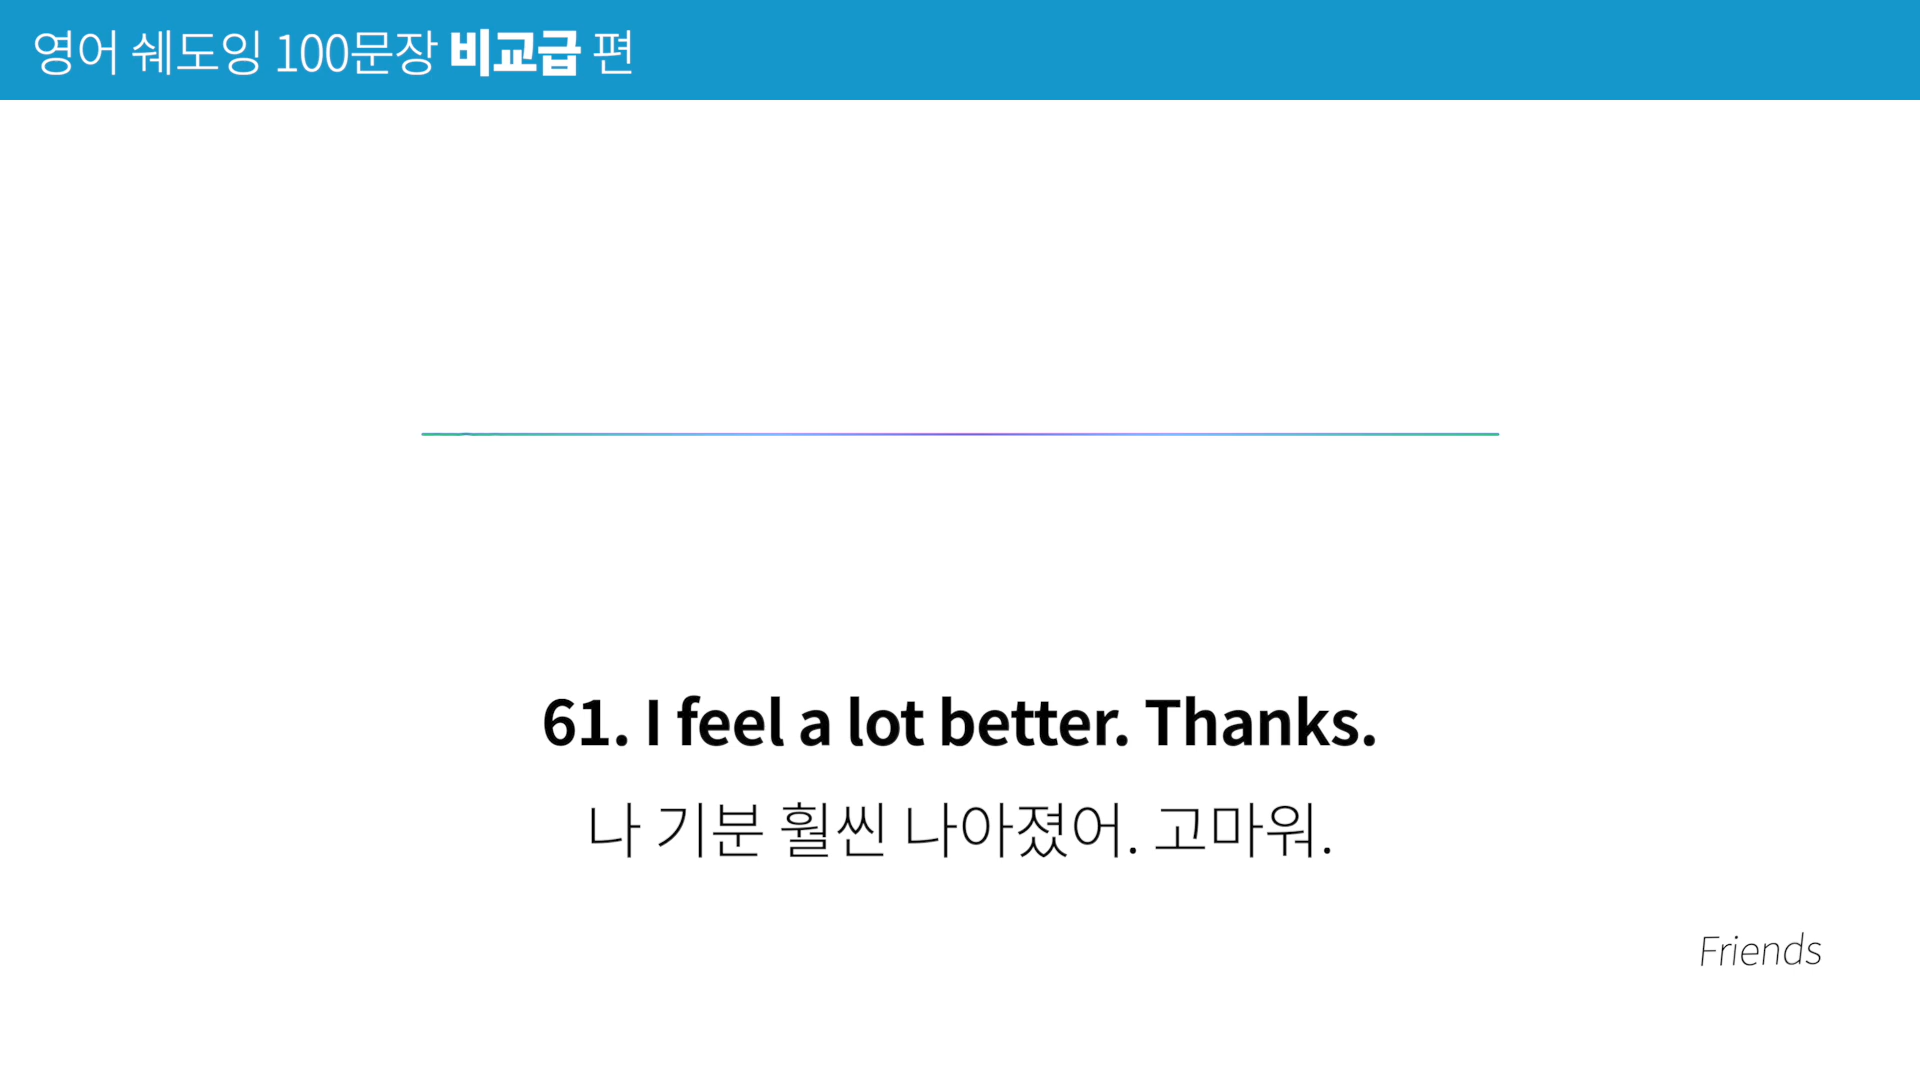 영어 쉐도잉 100문장 비교급 편
61. I feel a lot better. Thanks.
나 기분 훨씬 나아졌어. 고마워.
Friends